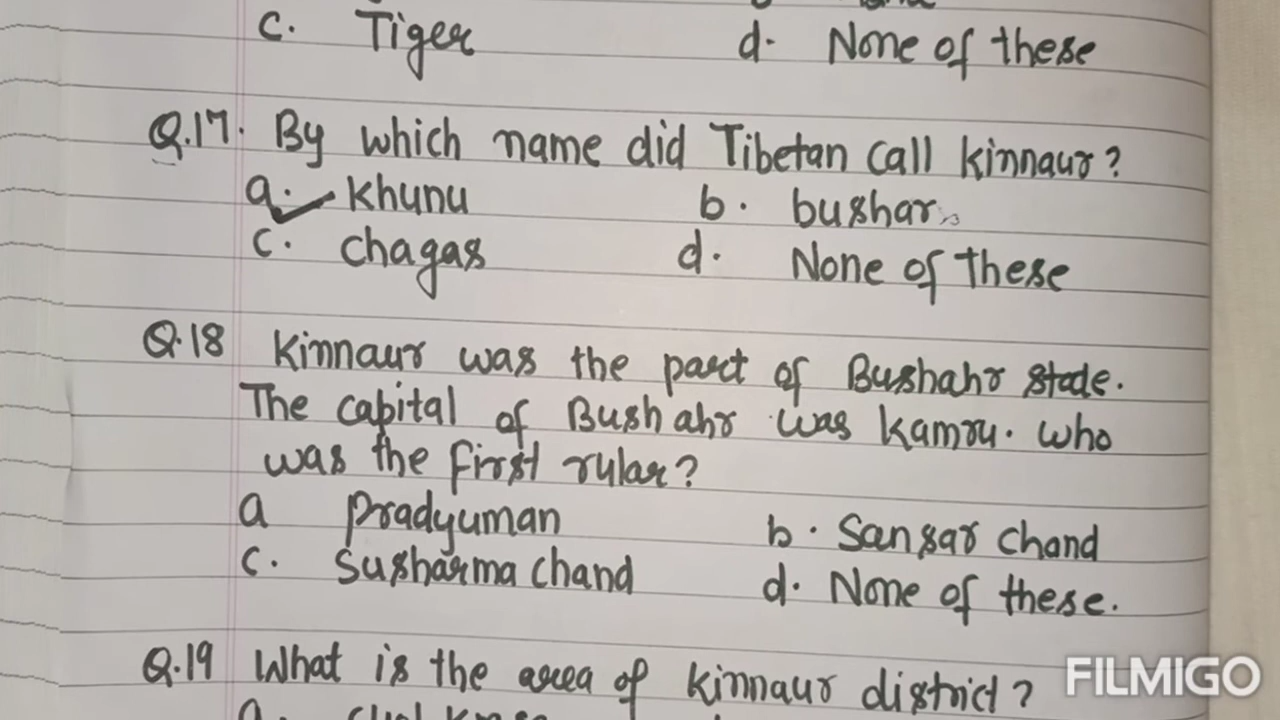 c. Tiger d. None of these
Q.17. By which name did Tibetan call kinnaur?
a. Khunu b. bushar
c. chagas d. None of these
Q.18 Kinnaur was the part of Bushahr state.
The capital of Bushahr was kamru. who
was the first rular?
a Pradyuman b. Sansar chand
c. Susharma chand d. None of these.
Q.19 What is the area of kinnaur district?
a.
FILMIGO